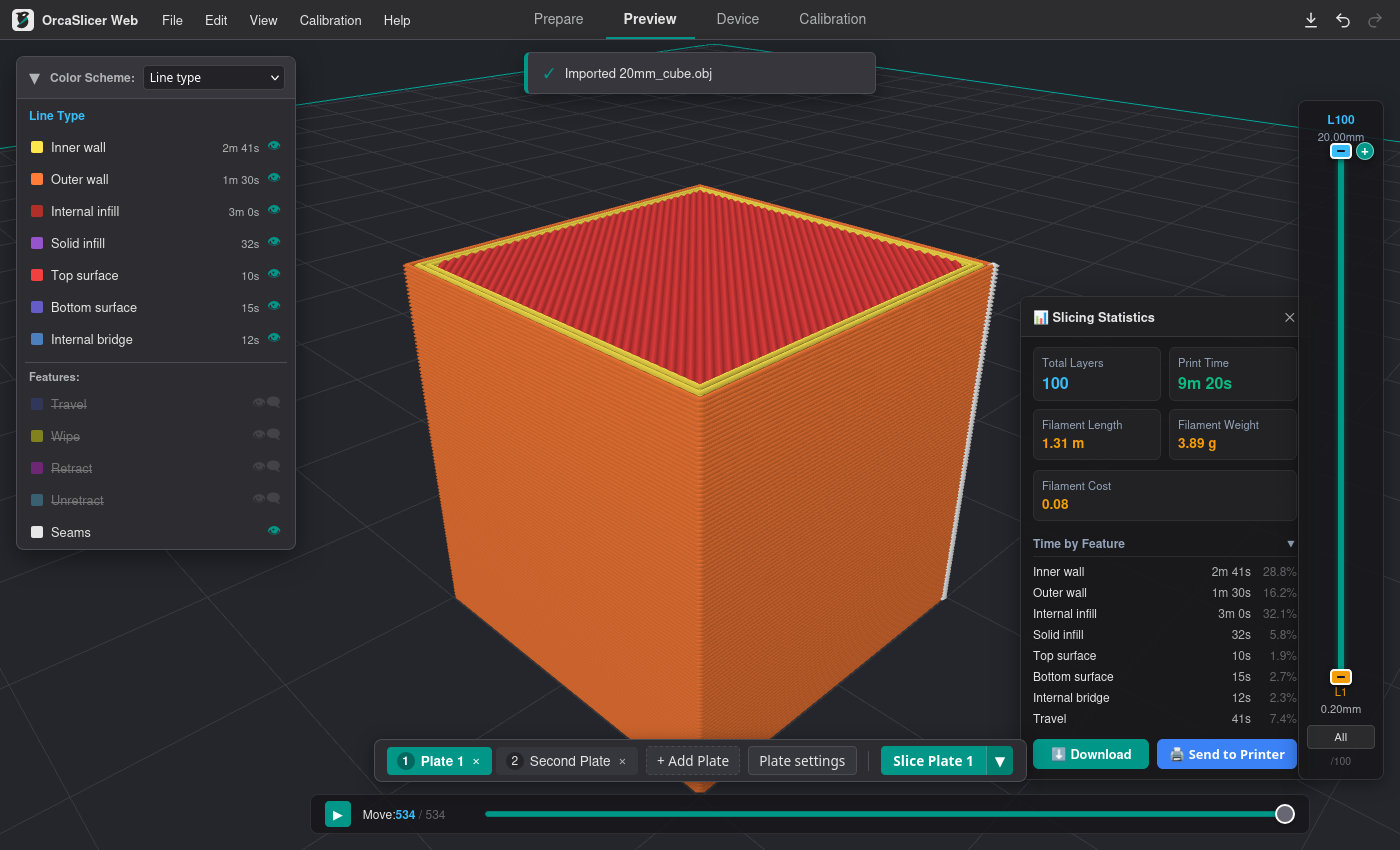 OrcaSlicer Web File Edit View Calibration Help Prepare Preview Device Calibration
Imported 20mm_cube.obj
Color Scheme: Line type
Line Type
Inner wall 2m 41s
Outer wall 1m 30s
Internal infill 3m 0s
Solid infill 32s
Top surface 10s
Bottom surface 15s
Internal bridge 12s
Features:
Travel
Wipe
Retract
Unretract
Seams
L100
20.00mm
L1
0.20mm
All
/100
Slicing Statistics
Total Layers Print Time
100 9m 20s
Filament Length Filament Weight
1.31 m 3.89 g
Filament Cost
0.08
Time by Feature
Inner wall 2m 41s 28.8%
Outer wall 1m 30s 16.2%
Internal infill 3m 0s 32.1%
Solid infill 32s 5.8%
Top surface 10s 1.9%
Bottom surface 15s 2.7%
Internal bridge 12s 2.3%
Travel 41s 7.4%
Download Send to Printer
1 Plate 1 × 2 Second Plate × + Add Plate Plate settings Slice Plate 1
Move:534 / 534